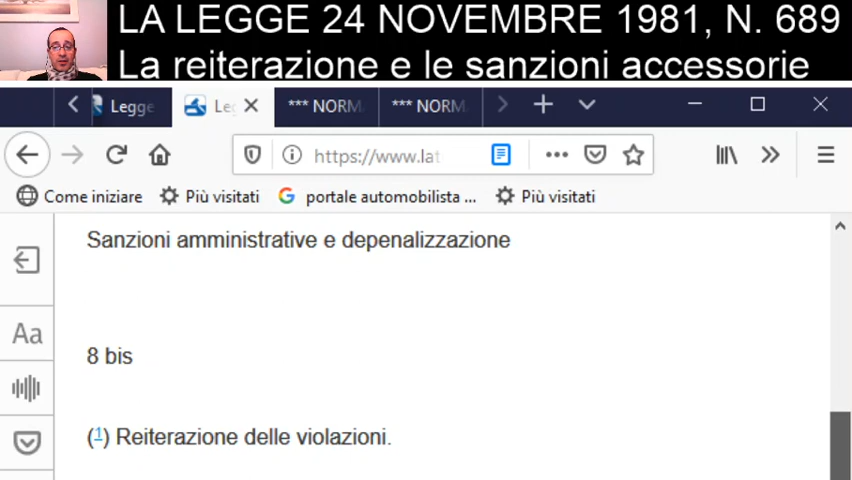 LA LEGGE 24 NOVEMBRE 1981, N. 689
La reiterazione e le sanzioni accessorie
Legge
Le
*** NORM
*** NORM
https://www.lat
Come iniziare
Più visitati
portale automobilista ...
Più visitati
Sanzioni amministrative e depenalizzazione
Aa
8 bis
(1) Reiterazione delle violazioni.